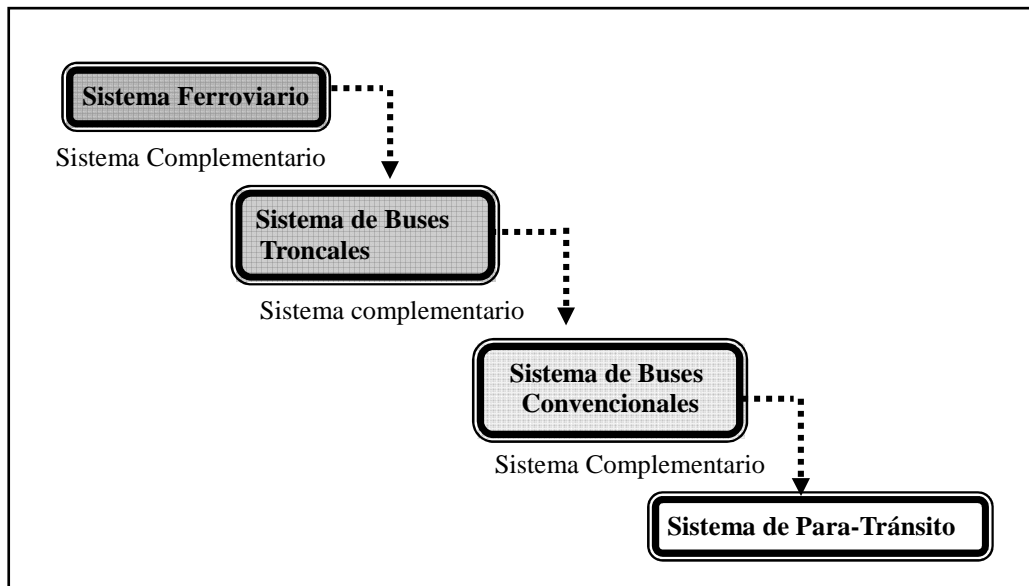 Sistema Ferroviario
Sistema Complementario
Sistema de Buses
Troncales
Sistema complementario
Sistema de Buses
Convencionales
Sistema Complementario
Sistema de Para-Tránsito